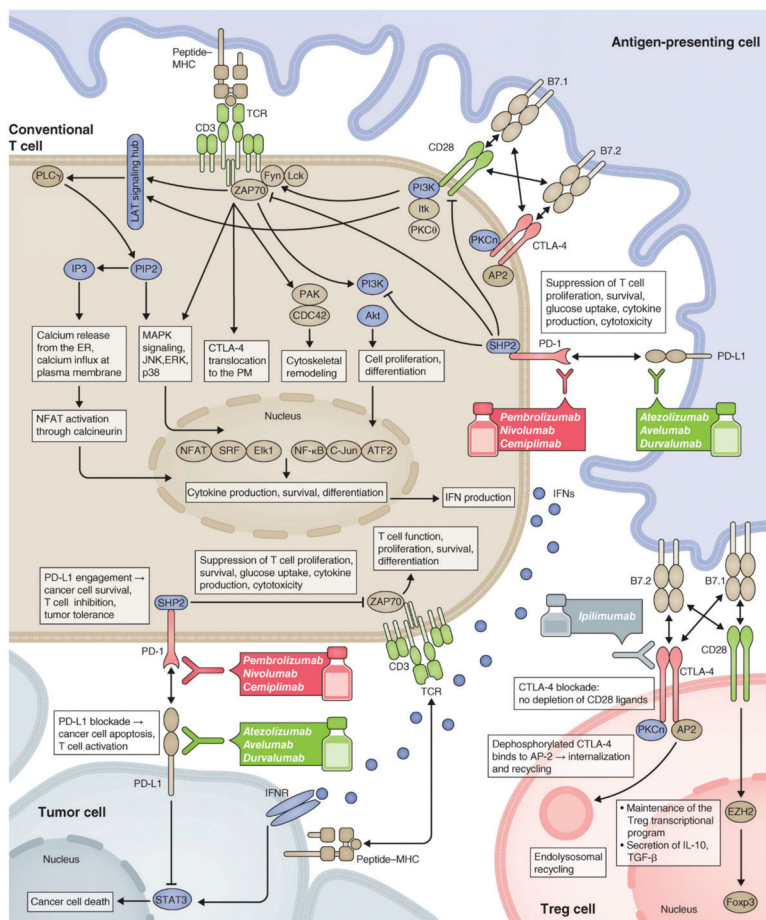 Antigen-presenting cell
Peptide–
MHC
B7.1
TCR
CD3
Conventional
T cell
CD28
B7.2
PLCγ
LAT signaling hub
Fyn
Lck
ZAP70
PI3K
Itk
PKCθ
PKCn
CTLA-4
AP2
IP3
PIP2
PAK
CDC42
PI3K
Akt
Suppression of T cell
proliferation, survival,
glucose uptake, cytokine
production, cytotoxicity
SHP2
PD-1
PD-L1
Calcium release
from the ER,
calcium influx at
plasma membrane
MAPK
signaling,
JNK,ERK,
p38
CTLA-4
translocation
to the PM
Cytoskeletal
remodeling
Cell proliferation,
differentiation
Pembrolizumab
Nivolumab
Cemiplimab
Atezolizumab
Avelumab
Durvalumab
NFAT activation
through calcineurin
Nucleus
NFAT
SRF
Elk1
NF-κB
C-Jun
ATF2
Cytokine production, survival, differentiation
IFN production
IFNs
T cell function,
proliferation, survival,
differentiation
Suppression of T cell proliferation,
survival, glucose uptake, cytokine
production, cytotoxicity
PD-L1 engagement →
cancer cell survival,
T cell inhibition,
tumor tolerance
SHP2
ZAP70
PD-1
CD3
TCR
Pembrolizumab
Nivolumab
Cemiplimab
PD-L1 blockade →
cancer cell apoptosis,
T cell activation
Atezolizumab
Avelumab
Durvalumab
PD-L1
B7.2
B7.1
Ipilimumab
CD28
CTLA-4
CTLA-4 blockade:
no depletion of CD28 ligands
PKCn
AP2
Dephosphorylated CTLA-4
binds to AP-2 → internalization
and recycling
Tumor cell
IFNR
Nucleus
Peptide–MHC
Cancer cell death
STAT3
Endolysosomal
recycling
• Maintenance of the
Treg transcriptional
program
• Secretion of IL-10,
TGF-β
EZH2
Foxp3
Treg cell
Nucleus